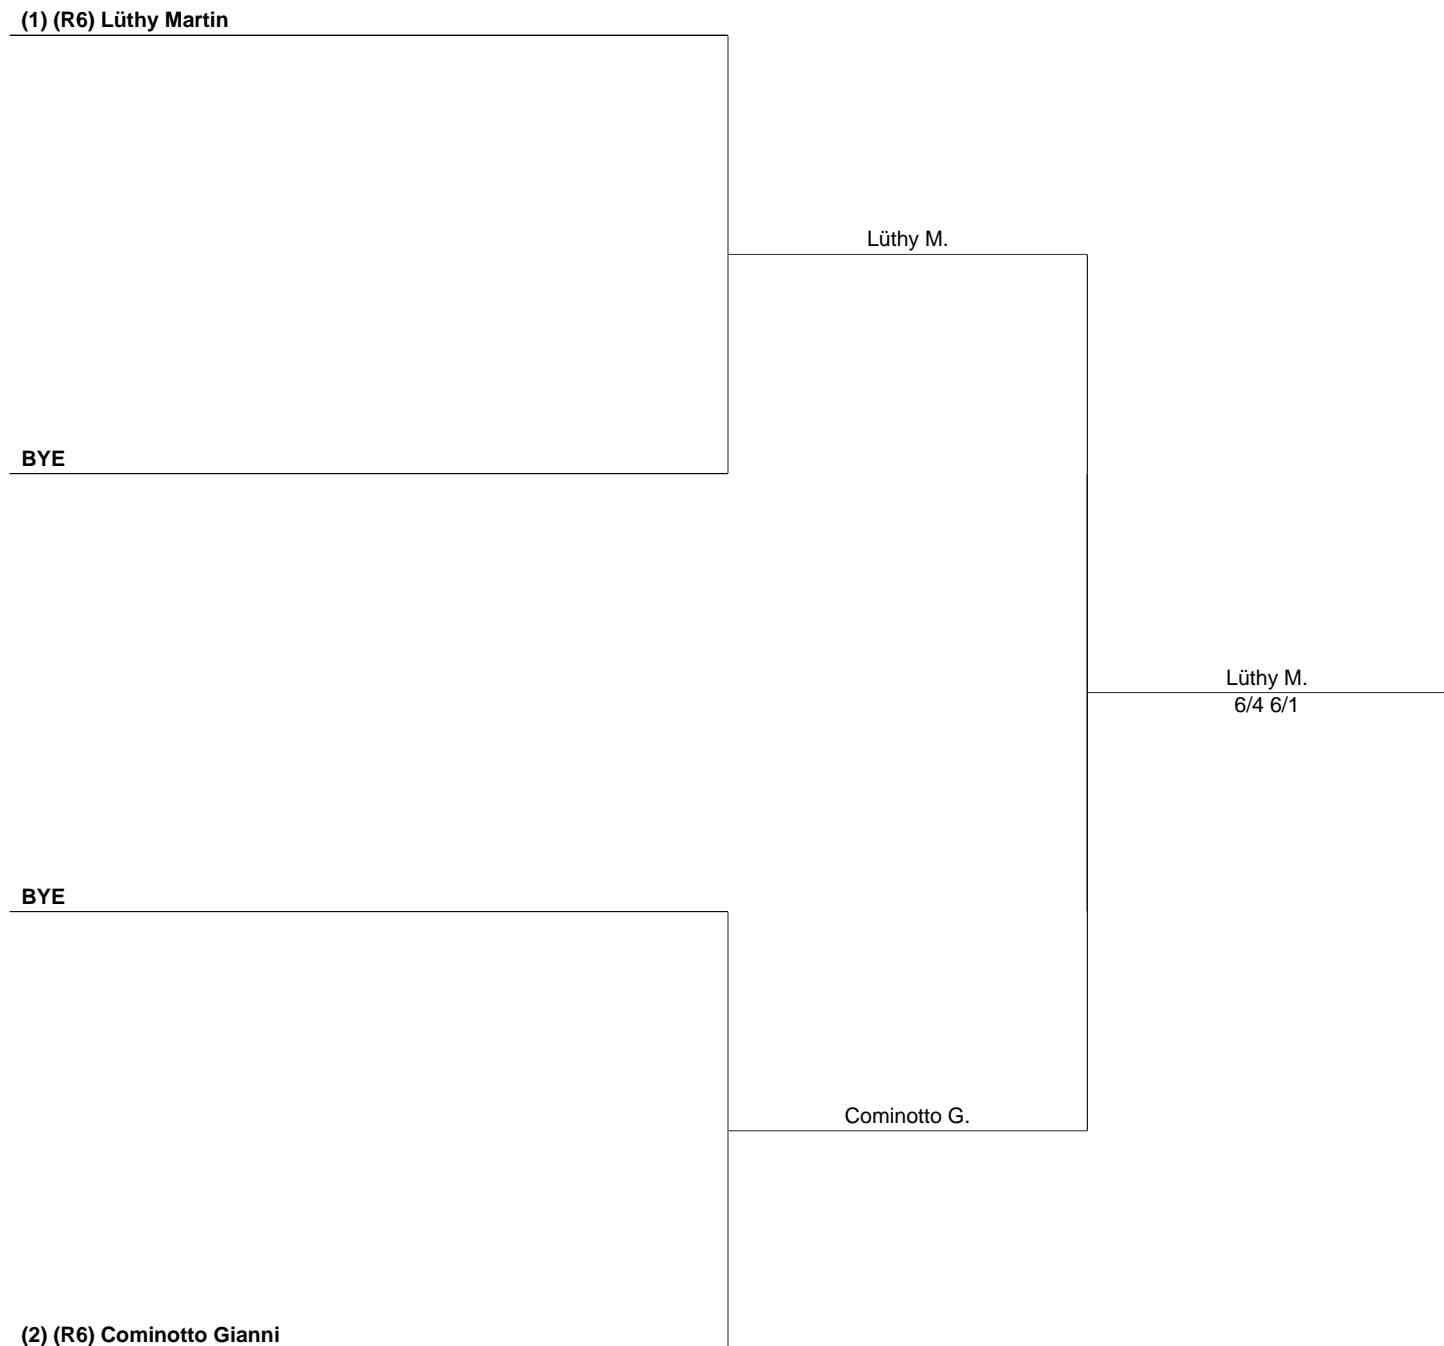 (1) (R6) Lüthy Martin
Lüthy M.
BYE
Lüthy M.
6/4 6/1
BYE
Cominotto G.
(2) (R6) Cominotto Gianni